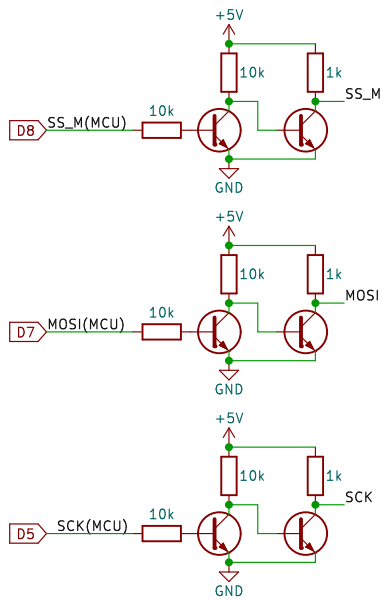 +5V
10k 1k
SS_M
10k
D8 SS_M(MCU)
GND
+5V
10k 1k
MOSI
10k
D7 MOSI(MCU)
GND
+5V
10k 1k
SCK
10k
D5 SCK(MCU)
GND